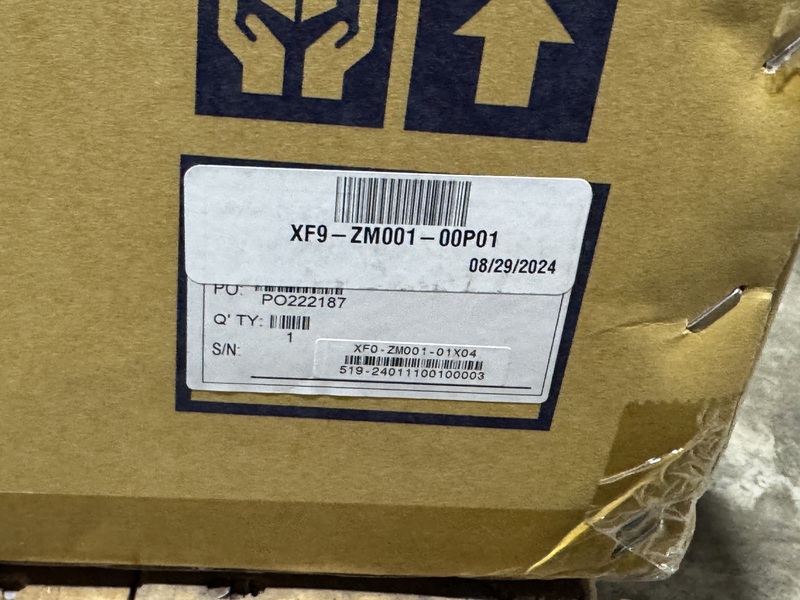 XF9-ZM001-00P01
08/29/2024
PO:
PO222187
Q' TY:
1
S/N:
XF0-ZM001-01X04
519-24011100100003